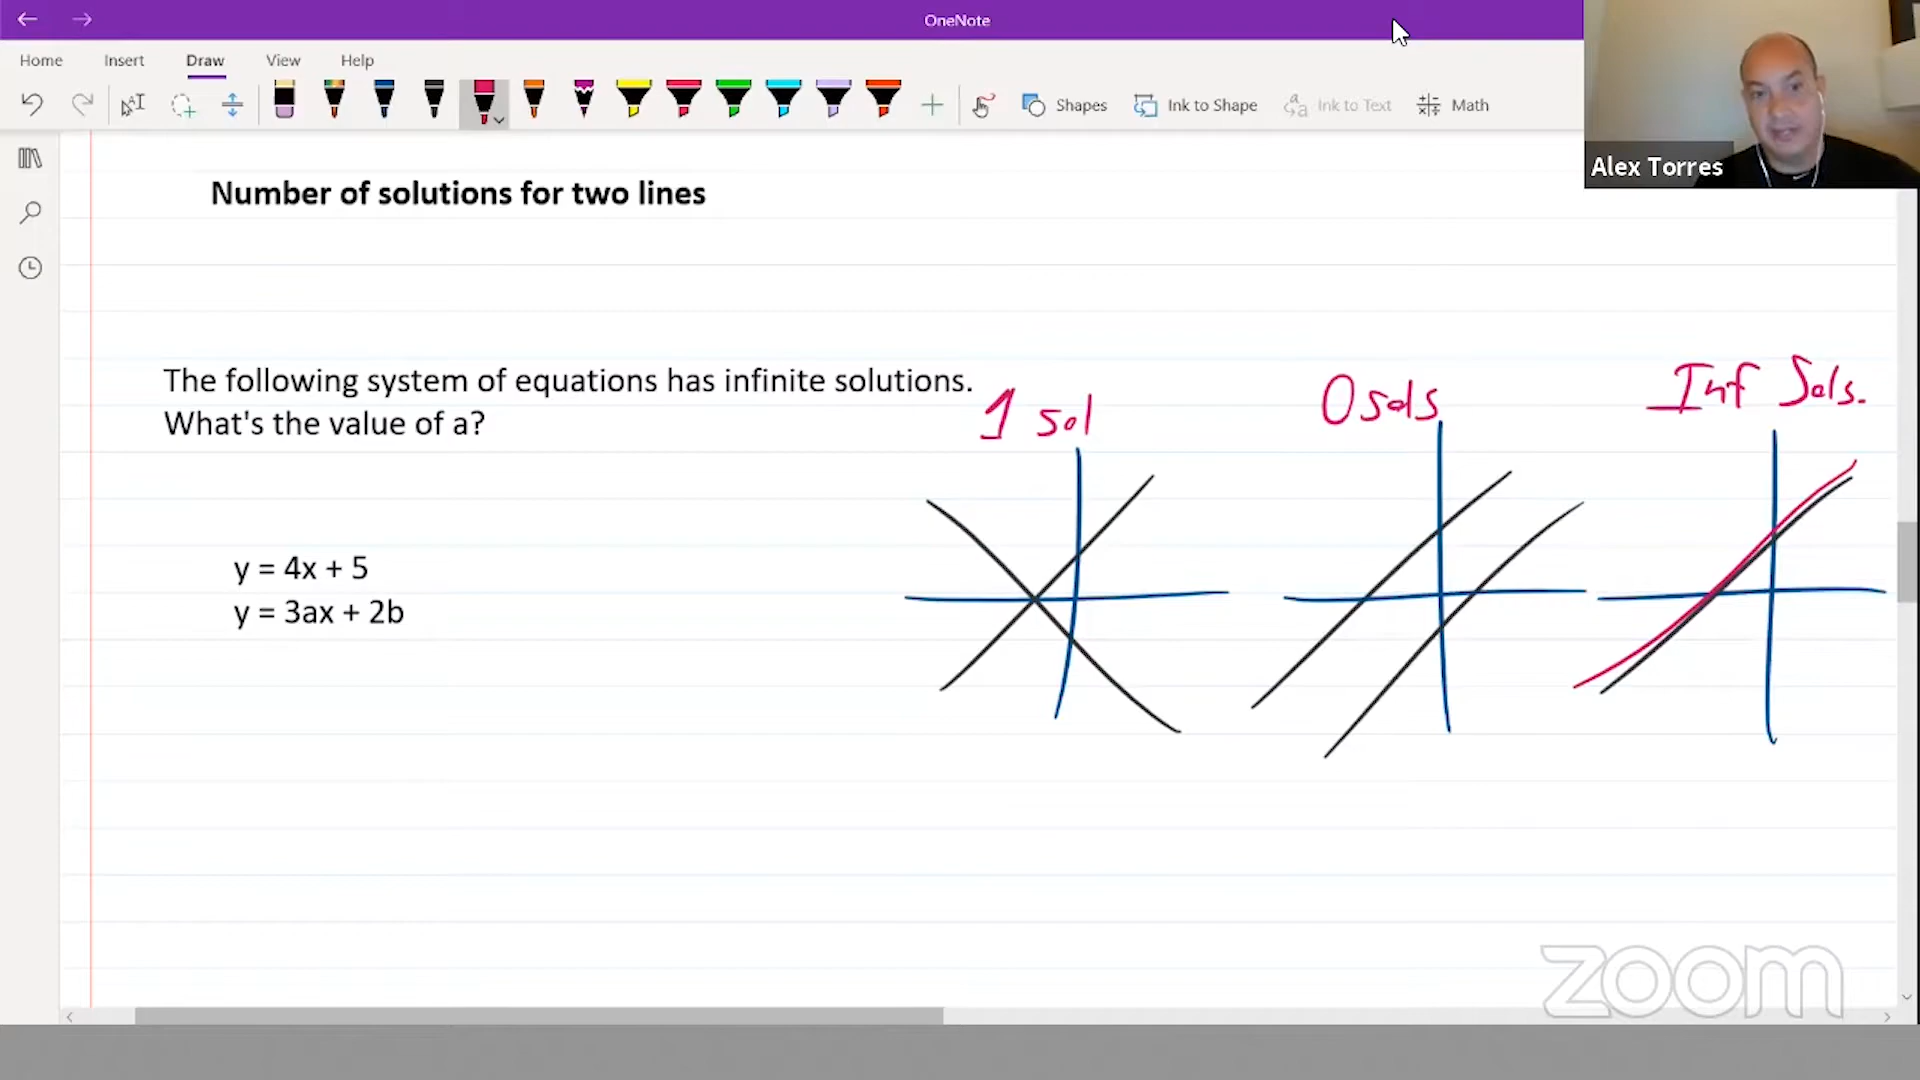 OneNote
Home Insert Draw View Help
Shapes Ink to Shape Ink to Text Math
Alex Torres
Number of solutions for two lines
The following system of equations has infinite solutions.
What's the value of a?
1 sol
0 sols
Inf Sols.
y = 4x + 5
y = 3ax + 2b
zoom